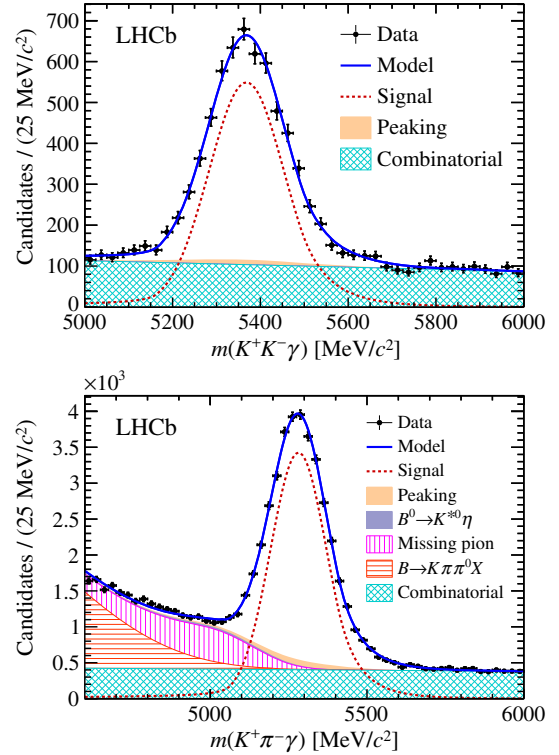 LHCb
Data
Model
Signal
Peaking
Combinatorial
Candidates / (25 MeV/c²)
700
600
500
400
300
200
100
0
5000 5200 5400 5600 5800 6000
m(K⁺K⁻γ) [MeV/c²]
×10³
LHCb
Data
Model
Signal
Peaking
B⁰→K*⁰η
Missing pion
B→Kππ⁰X
Combinatorial
Candidates / (25 MeV/c²)
4
3.5
3
2.5
2
1.5
1
0.5
0
5000 5500 6000
m(K⁺π⁻γ) [MeV/c²]